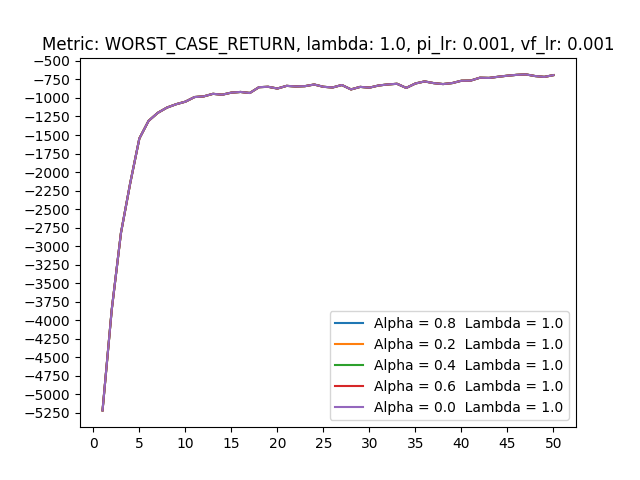 Metric: WORST_CASE_RETURN, lambda: 1.0, pi_lr: 0.001, vf_lr: 0.001
−500
−750
−1000
−1250
−1500
−1750
−2000
−2250
−2500
−2750
−3000
−3250
−3500
−3750
−4000
−4250
−4500
−4750
−5000
−5250
Alpha = 0.8 Lambda = 1.0
Alpha = 0.2 Lambda = 1.0
Alpha = 0.4 Lambda = 1.0
Alpha = 0.6 Lambda = 1.0
Alpha = 0.0 Lambda = 1.0
0 5 10 15 20 25 30 35 40 45 50